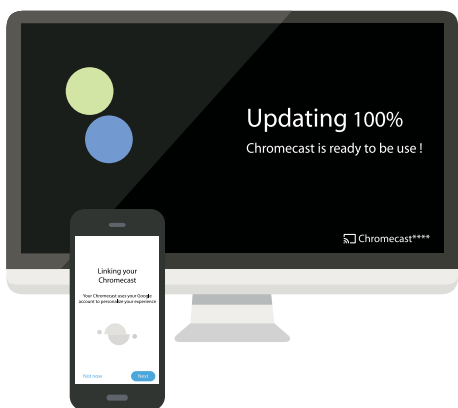 Updating 100%
Chromecast is ready to be use !
Chromecast****
Linking your
Chromecast
Your Chromecast uses your Google
account to personalize your experience
Not now
Next